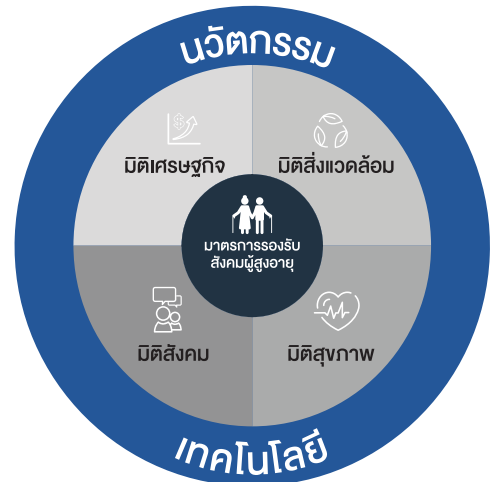 นวัตกรรม
มิติเศรษฐกิจ
มิติสิ่งแวดล้อม
มาตรการรองรับ
สังคมผู้สูงอายุ
มิติสังคม
มิติสุขภาพ
เทคโนโลยี